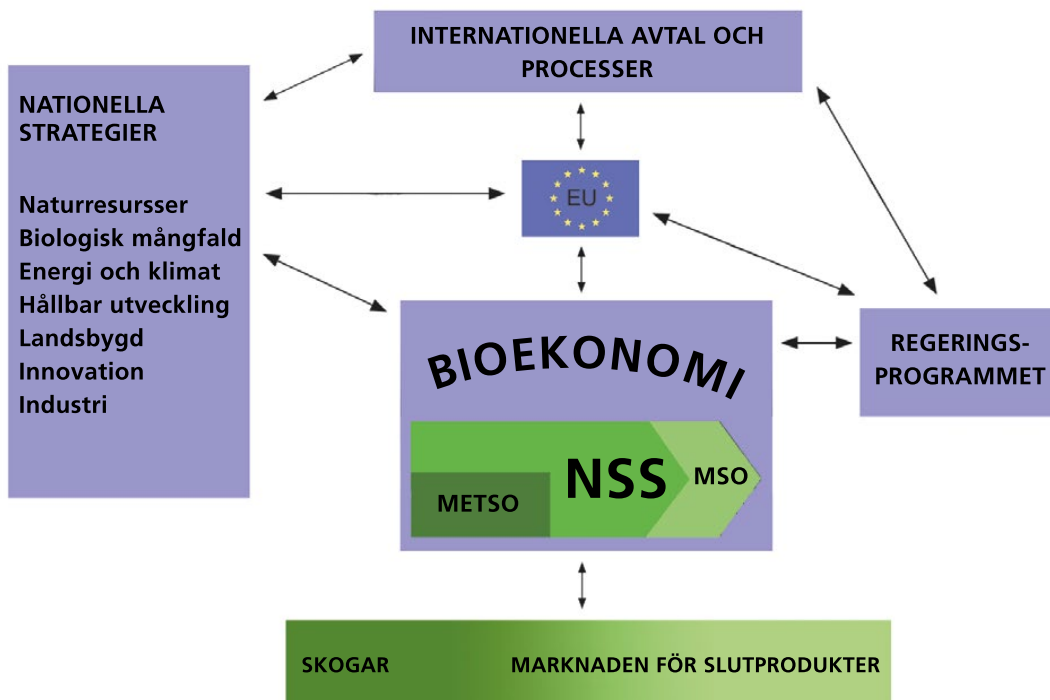 INTERNATIONELLA AVTAL OCH
PROCESSER
NATIONELLA
STRATEGIER
Naturresursser
Biologisk mångfald
Energi och klimat
Hållbar utveckling
Landsbygd
Innovation
Industri
EU
BIOEKONOMI
NSS
MSO
METSO
REGERINGS-
PROGRAMMET
SKOGAR
MARKNADEN FÖR SLUTPRODUKTER